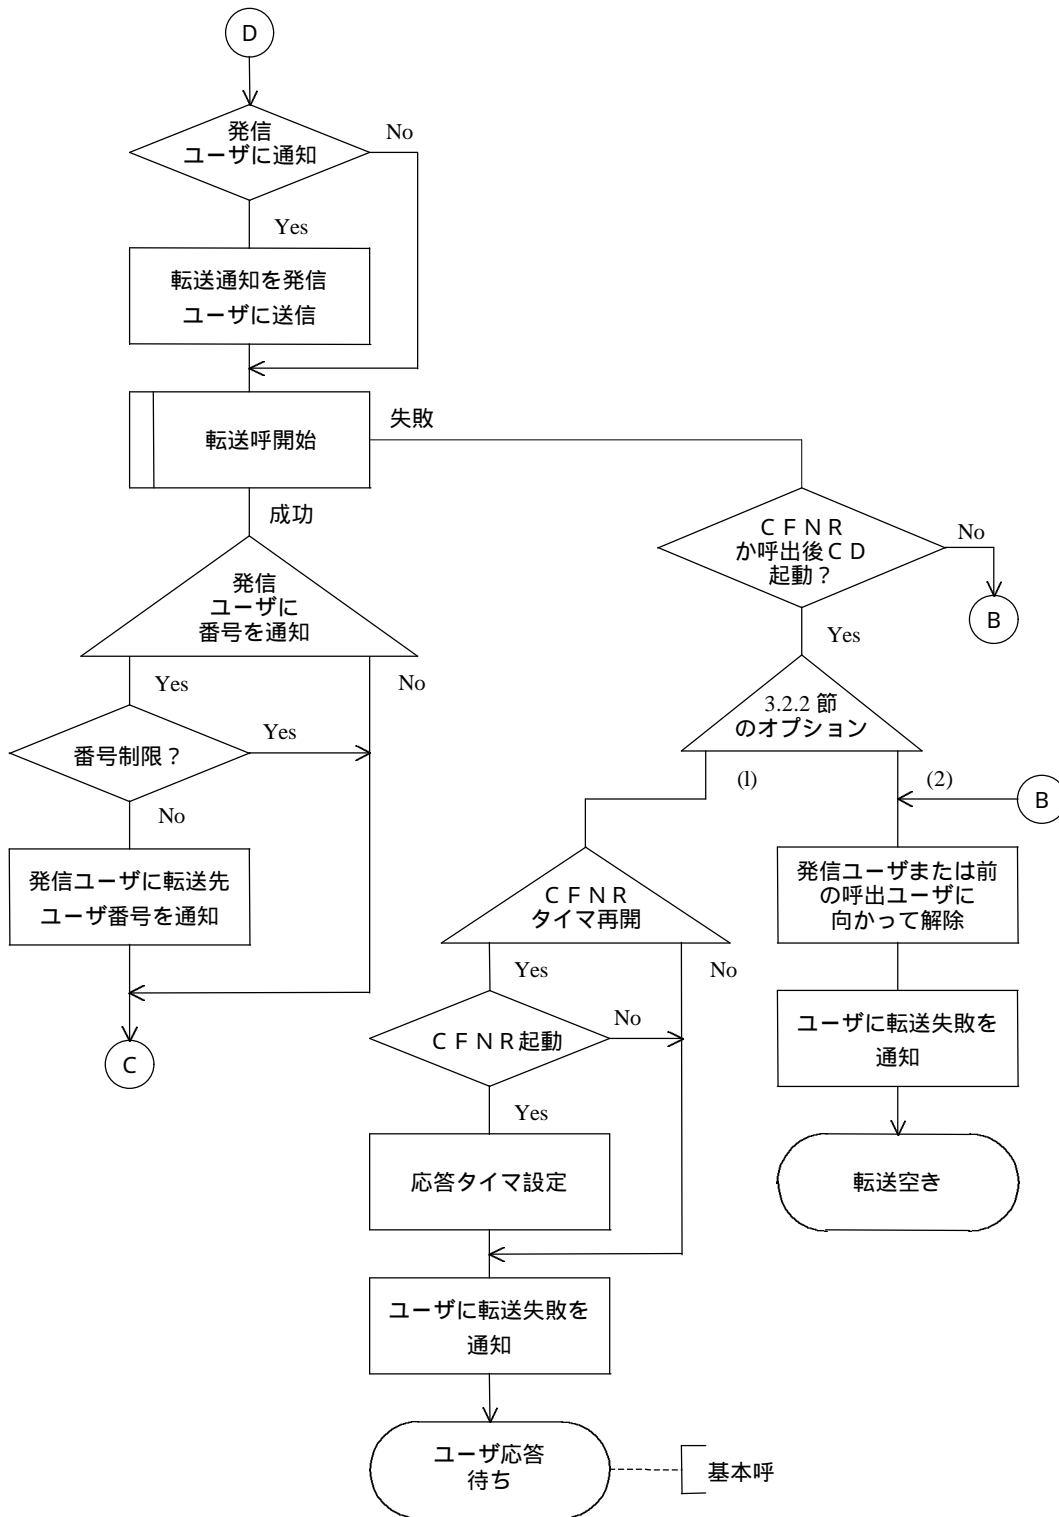 D
発信
ユーザに通知
No
Yes
転送通知を発信
ユーザに送信
転送呼開始
失敗
成功
ＣＦＮＲ
か呼出後ＣＤ
起動？
No
B
Yes
発信
ユーザに
番号を通知
Yes
No
番号制限？
Yes
No
発信ユーザに転送先
ユーザ番号を通知
C
3.2.2 節
のオプション
(1)
(2)
B
ＣＦＮＲ
タイマ再開
Yes
No
ＣＦＮＲ起動
No
Yes
応答タイマ設定
ユーザに転送失敗を
通知
ユーザ応答
待ち
基本呼
発信ユーザまたは前
の呼出ユーザに
向かって解除
ユーザに転送失敗を
通知
転送空き